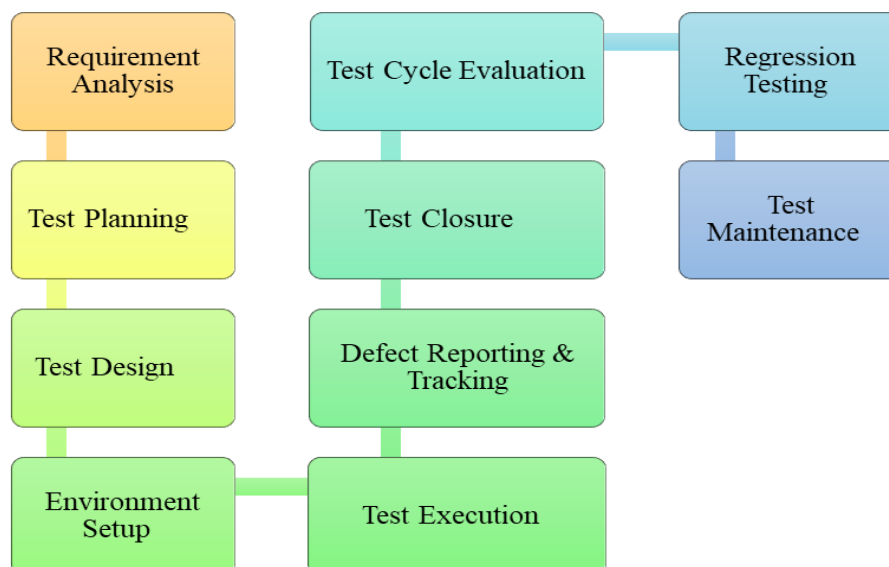 Requirement
Analysis
Test Planning
Test Design
Environment
Setup
Test Execution
Defect Reporting &
Tracking
Test Closure
Test Cycle Evaluation
Regression
Testing
Test
Maintenance